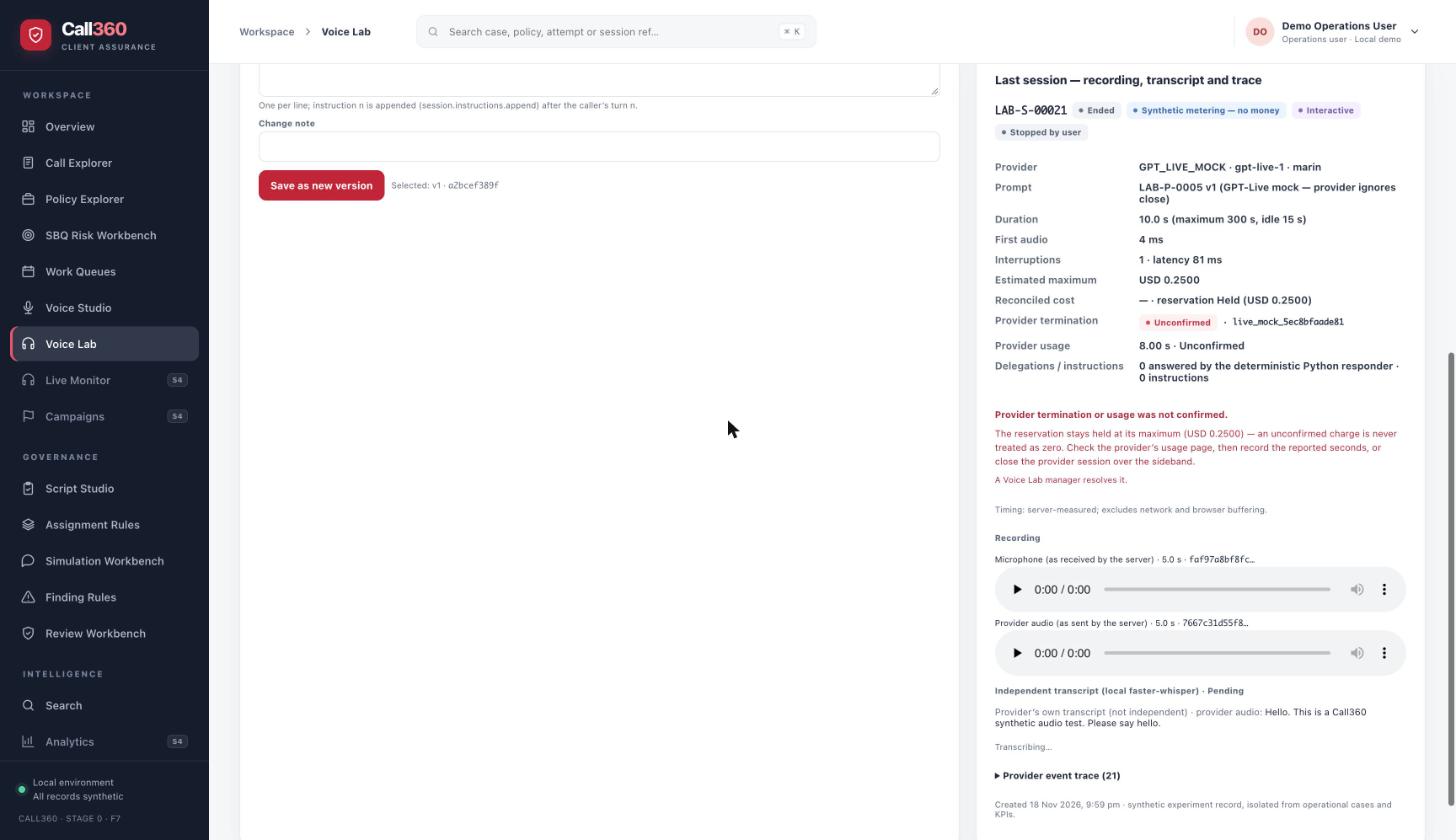 Call360
CLIENT ASSURANCE
WORKSPACE
Overview
Call Explorer
Policy Explorer
SBQ Risk Workbench
Work Queues
Voice Studio
Voice Lab
Live Monitor S4
Campaigns S4
GOVERNANCE
Script Studio
Assignment Rules
Simulation Workbench
Finding Rules
Review Workbench
INTELLIGENCE
Search
Analytics S4
Local environment
All records synthetic
CALL360 · STAGE 0 · F7
Workspace > Voice Lab
Search case, policy, attempt or session ref... ⌘ K
DO
Demo Operations User
Operations user · Local demo
One per line; instruction n is appended (session.instructions.append) after the caller's turn n.
Change note
Save as new version Selected: v1 · a2bcef389f
Last session — recording, transcript and trace
LAB-S-00021 Ended Synthetic metering — no money Interactive
Stopped by user
Provider GPT_LIVE_MOCK · gpt-live-1 · marin
Prompt LAB-P-0005 v1 (GPT-Live mock — provider ignores
close)
Duration 10.0 s (maximum 300 s, idle 15 s)
First audio 4 ms
Interruptions 1 · latency 81 ms
Estimated maximum USD 0.2500
Reconciled cost — · reservation Held (USD 0.2500)
Provider termination Unconfirmed · live_mock_5ec8bfaade81
Provider usage 8.00 s · Unconfirmed
Delegations / instructions 0 answered by the deterministic Python responder ·
0 instructions
Provider termination or usage was not confirmed.
The reservation stays held at its maximum (USD 0.2500) — an unconfirmed charge is never
treated as zero. Check the provider's usage page, then record the reported seconds, or
close the provider session over the sideband.
A Voice Lab manager resolves it.
Timing: server-measured; excludes network and browser buffering.
Recording
Microphone (as received by the server) · 5.0 s · faf97a8bf8fc…
0:00 / 0:00
Provider audio (as sent by the server) · 5.0 s · 7667c31d55f8…
0:00 / 0:00
Independent transcript (local faster-whisper) · Pending
Provider's own transcript (not independent) · provider audio: Hello. This is a Call360
synthetic audio test. Please say hello.
Transcribing…
Provider event trace (21)
Created 18 Nov 2026, 9:59 pm · synthetic experiment record, isolated from operational cases and
KPIs.